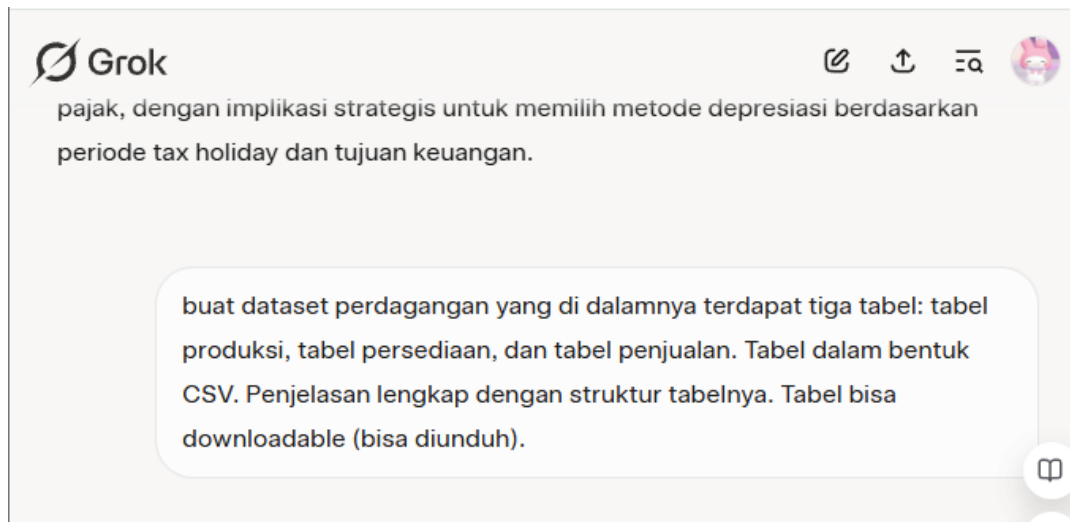 Grok
pajak, dengan implikasi strategis untuk memilih metode depresiasi berdasarkan
periode tax holiday dan tujuan keuangan.
buat dataset perdagangan yang di dalamnya terdapat tiga tabel: tabel
produksi, tabel persediaan, dan tabel penjualan. Tabel dalam bentuk
CSV. Penjelasan lengkap dengan struktur tabelnya. Tabel bisa
downloadable (bisa diunduh).